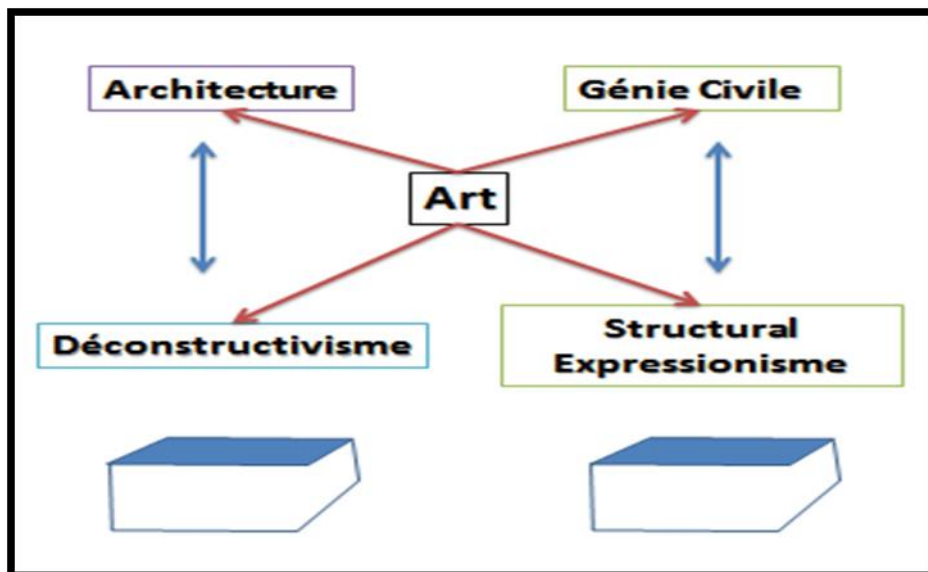 Architecture
Génie Civile
Art
Déconstructivisme
Structural
Expressionisme